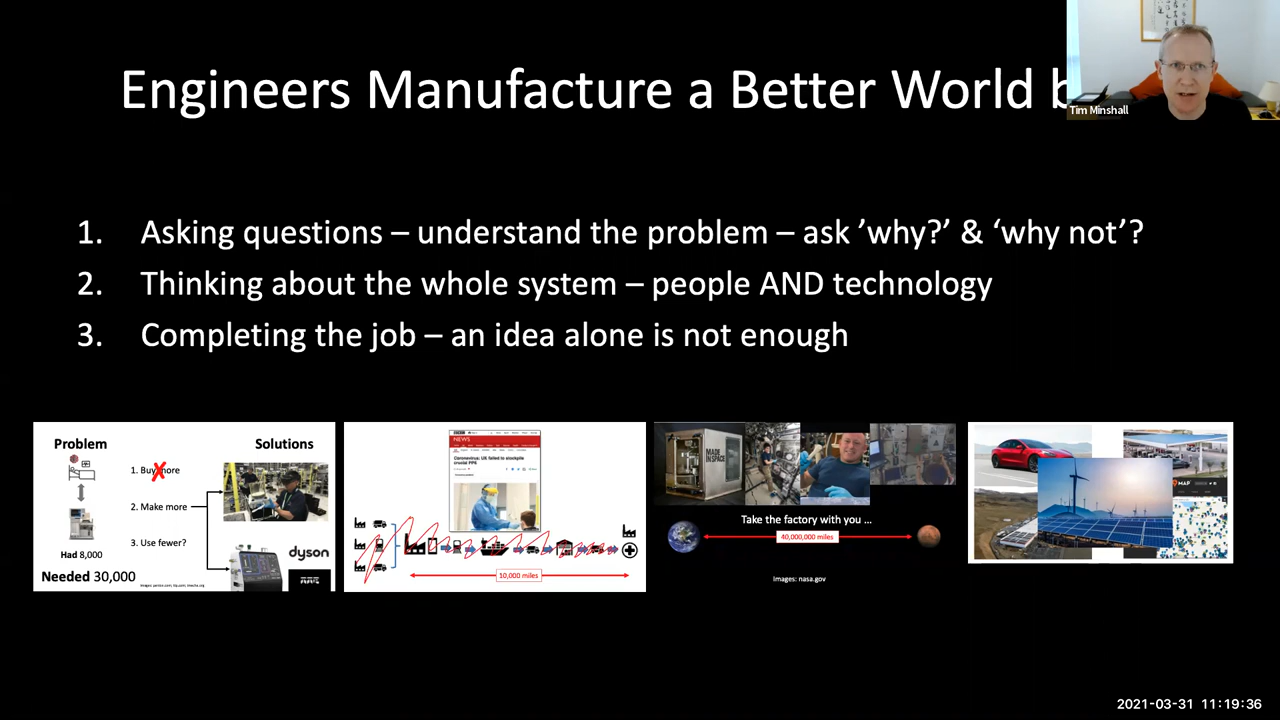 Engineers Manufacture a Better World b
Tim Minshall
1. Asking questions – understand the problem – ask ’why?’ & ‘why not’?
2. Thinking about the whole system – people AND technology
3. Completing the job – an idea alone is not enough
Problem
Solutions
1. Buy more
2. Make more
3. Use fewer?
Had 8,000
Needed 30,000
dyson
NEWS
Coronavirus: UK failed to stockpile
crucial PPE
10,000 miles
MADE
IN SPACE
Take the factory with you ...
40,000,000 miles
Images: nasa.gov
MAP
2021-03-31 11:19:36